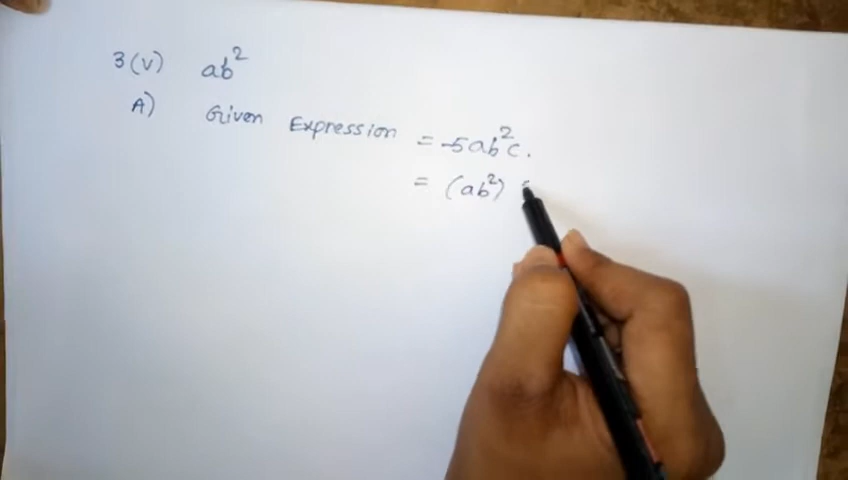 3(v) ab²
A) Given Expression = -5ab²c.
= (ab²)